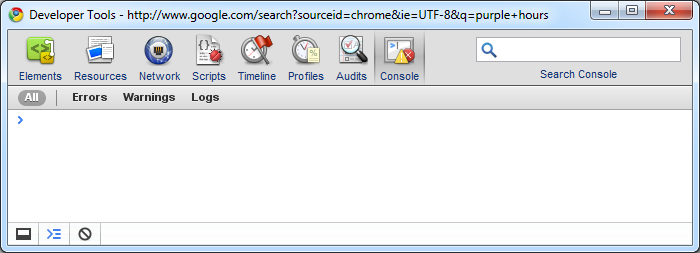 Developer Tools - http://www.google.com/search?sourceid=chrome&ie=UTF-8&q=purple+hours
Elements Resources Network Scripts Timeline Profiles Audits Console Search Console
All Errors Warnings Logs